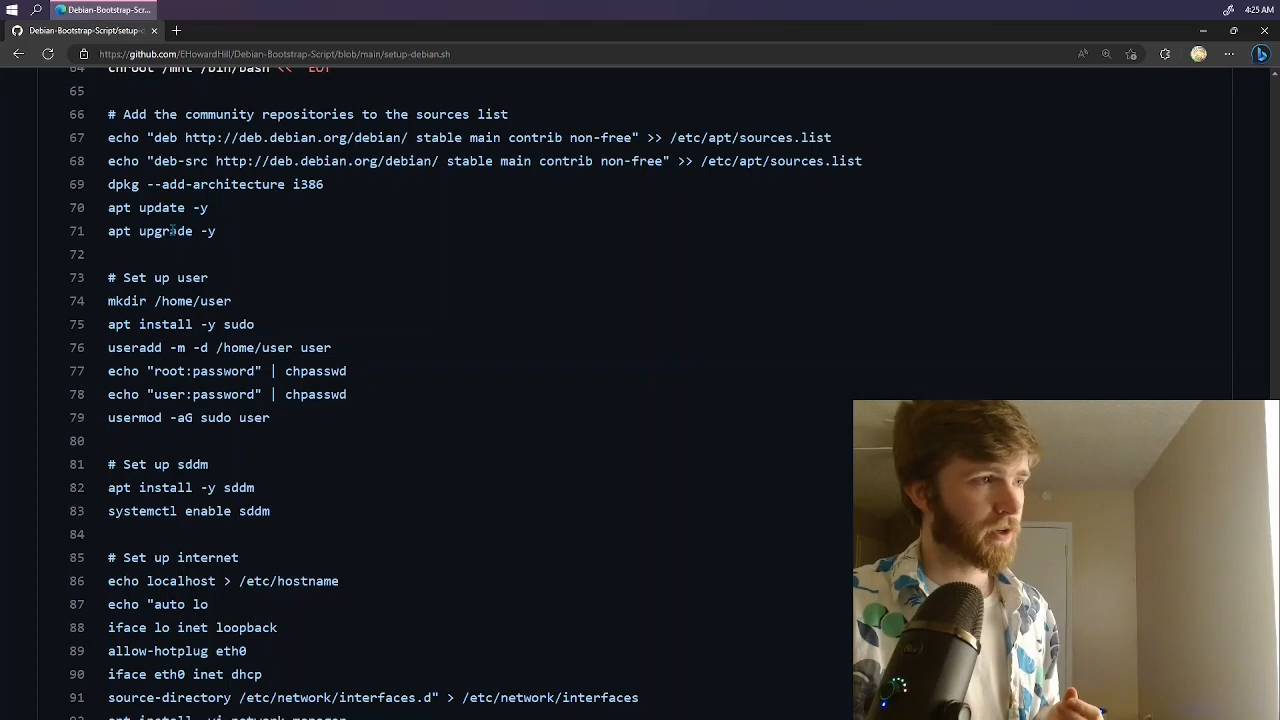 Debian-Bootstrap-Scr...
4:25 AM
Debian-Bootstrap-Script/setup-
https://github.com/EHowardHill/Debian-Bootstrap-Script/blob/main/setup-debian.sh
64 chroot /mnt /bin/bash << "EOT"
65
66 # Add the community repositories to the sources list
67 echo "deb http://deb.debian.org/debian/ stable main contrib non-free" >> /etc/apt/sources.list
68 echo "deb-src http://deb.debian.org/debian/ stable main contrib non-free" >> /etc/apt/sources.list
69 dpkg --add-architecture i386
70 apt update -y
71 apt upgrade -y
72
73 # Set up user
74 mkdir /home/user
75 apt install -y sudo
76 useradd -m -d /home/user user
77 echo "root:password" | chpasswd
78 echo "user:password" | chpasswd
79 usermod -aG sudo user
80
81 # Set up sddm
82 apt install -y sddm
83 systemctl enable sddm
84
85 # Set up internet
86 echo localhost > /etc/hostname
87 echo "auto lo
88 iface lo inet loopback
89 allow-hotplug eth0
90 iface eth0 inet dhcp
91 source-directory /etc/network/interfaces.d" > /etc/network/interfaces